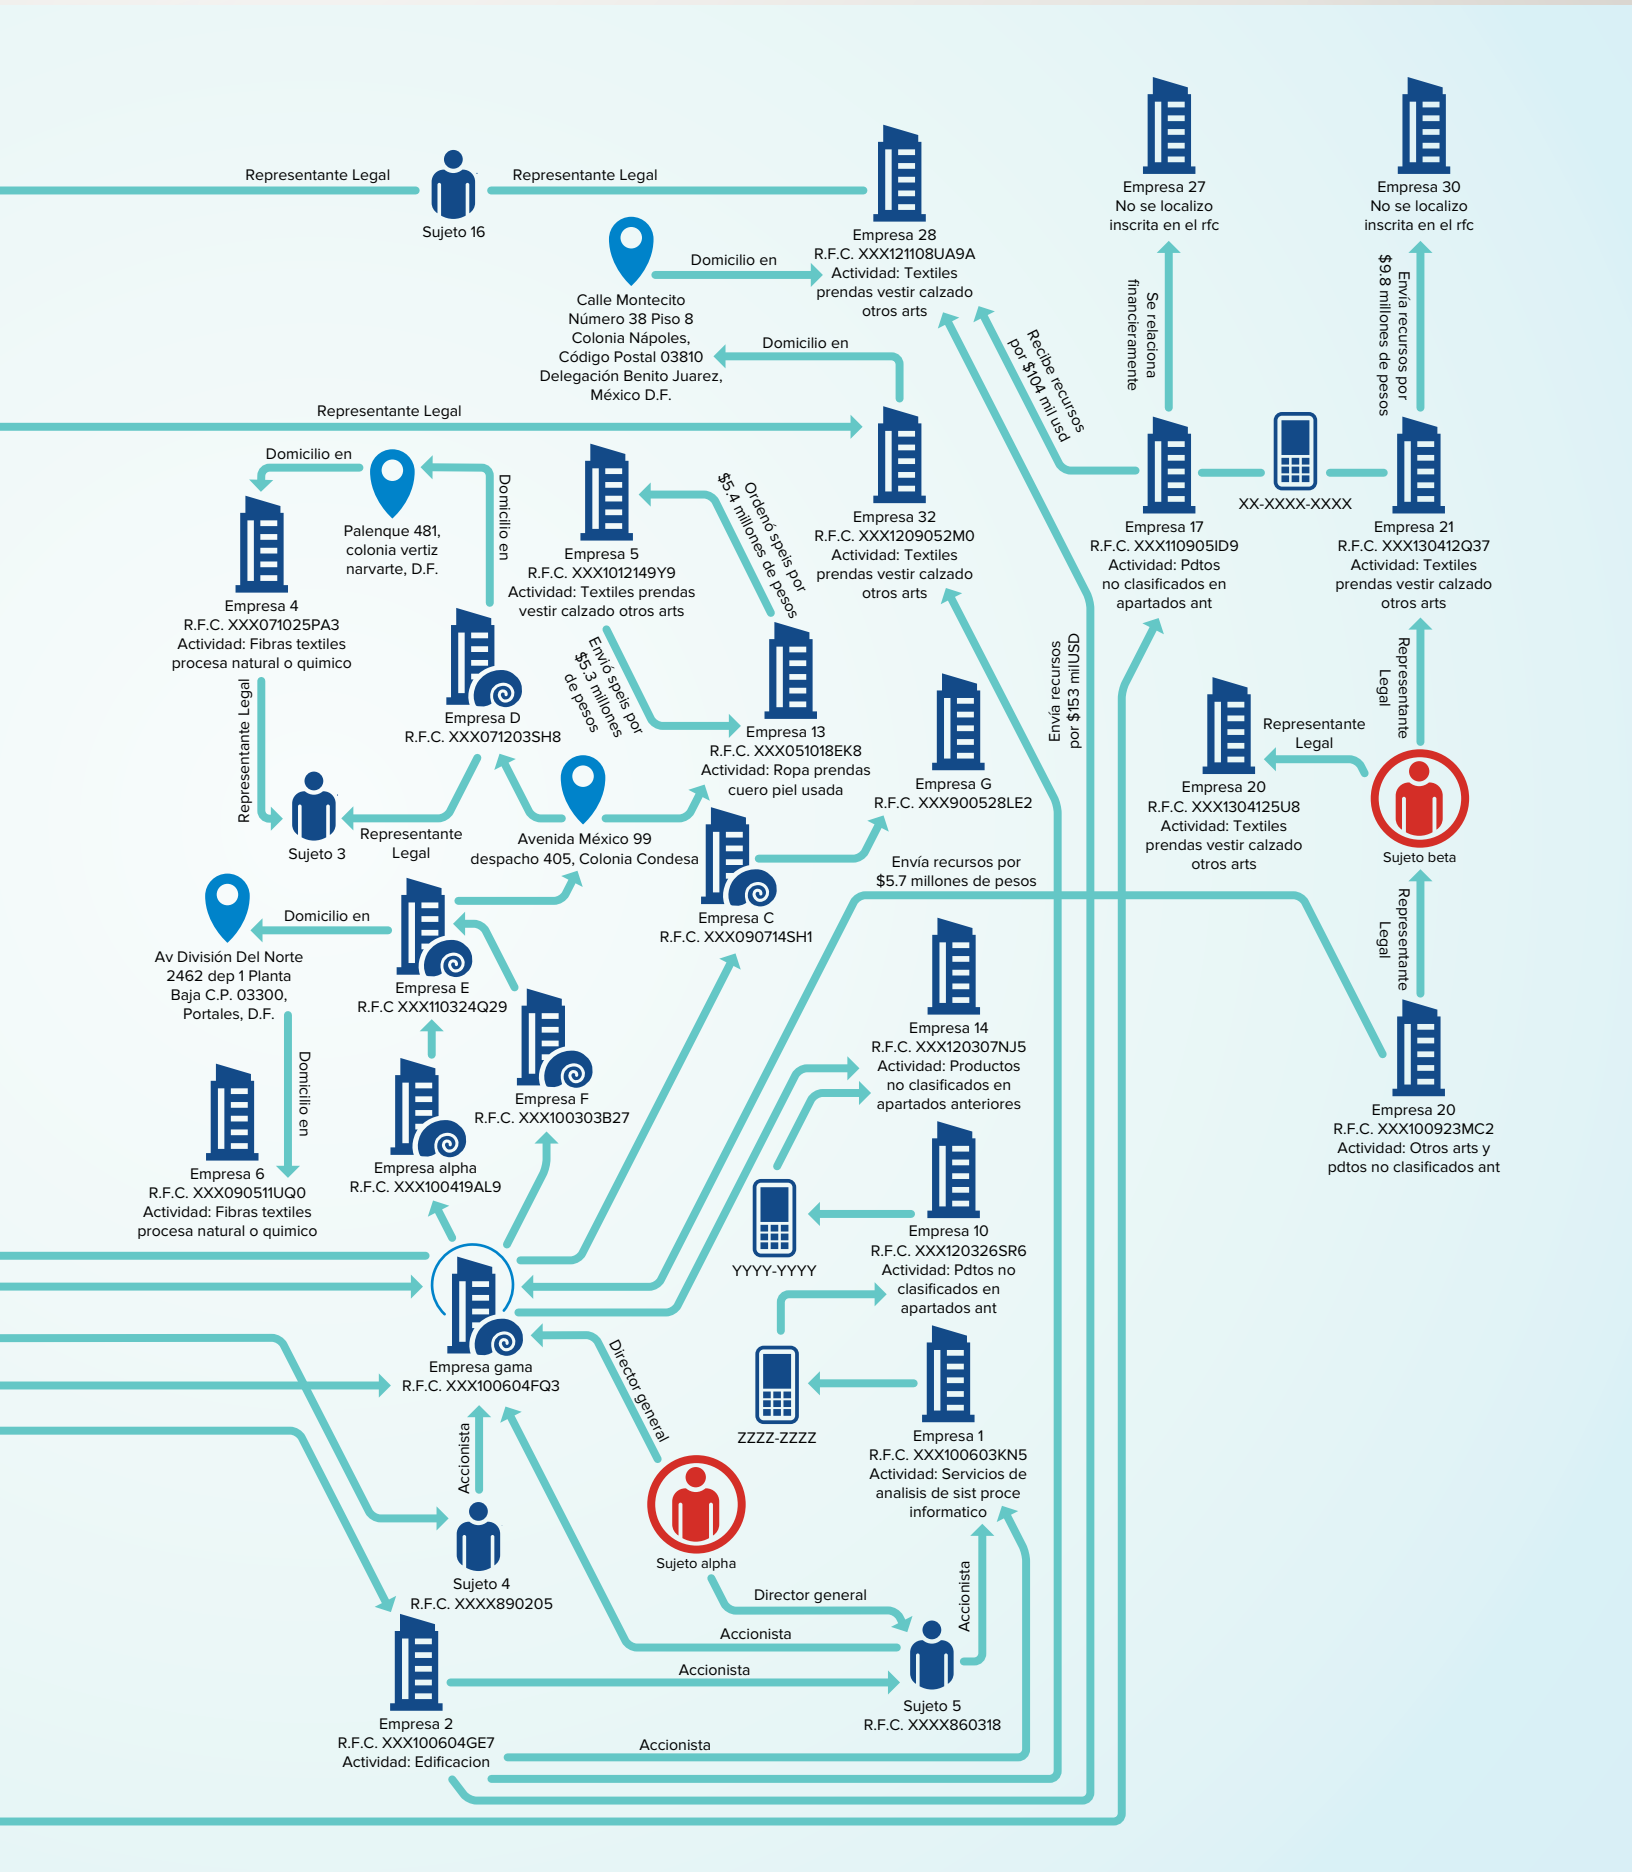 Empresa 27
No se localizo
inscrita en el rfc
Empresa 30
No se localizo
inscrita en el rfc
Representante Legal
Sujeto 16
Representante Legal
Empresa 28
R.F.C. XXX121108UA9A
Actividad: Textiles
prendas vestir calzado
otros arts
Domicilio en
Calle Montecito
Número 38 Piso 8
Colonia Nápoles,
Código Postal 03810
Delegación Benito Juarez,
México D.F.
Domicilio en
Recibe recursos
por $104 mil usd
Se relaciona
financieramente
Envía recursos por
$9.8 millones de pesos
Representante Legal
Empresa 32
R.F.C. XXX1209052M0
Actividad: Textiles
prendas vestir calzado
otros arts
XX-XXXX-XXXX
Empresa 17
R.F.C. XXX110905ID9
Actividad: Pdtos
no clasificados en
apartados ant
Empresa 21
R.F.C. XXX130412Q37
Actividad: Textiles
prendas vestir calzado
otros arts
Domicilio en
Palenque 481,
colonia vertiz
narvarte, D.F.
Domicilio en
Empresa 5
R.F.C. XXX1012149Y9
Actividad: Textiles prendas
vestir calzado otros arts
Ordenó speis por
$5.4 millones de pesos
Empresa 4
R.F.C. XXX071025PA3
Actividad: Fibras textiles
procesa natural o quimico
Envió speis por
$5.3 millones
de pesos
Empresa D
R.F.C. XXX071203SH8
Empresa 13
R.F.C. XXX051018EK8
Actividad: Ropa prendas
cuero piel usada
Empresa G
R.F.C. XXX900528LE2
Envía recursos
por $153 milUSD
Representante
Legal
Representante
Legal
Empresa 20
R.F.C. XXX1304125U8
Actividad: Textiles
prendas vestir calzado
otros arts
Sujeto beta
Representante Legal
Sujeto 3
Representante
Legal
Avenida México 99
despacho 405, Colonia Condesa
Envía recursos por
$5.7 millones de pesos
Representante
Legal
Empresa C
R.F.C. XXX090714SH1
Domicilio en
Av División Del Norte
2462 dep 1 Planta
Baja C.P. 03300,
Portales, D.F.
Empresa E
R.F.C XXX110324Q29
Domicilio en
Empresa F
R.F.C. XXX100303B27
Empresa 14
R.F.C. XXX120307NJ5
Actividad: Productos
no clasificados en
apartados anteriores
Empresa 20
R.F.C. XXX100923MC2
Actividad: Otros arts y
pdtos no clasificados ant
Empresa 6
R.F.C. XXX090511UQ0
Actividad: Fibras textiles
procesa natural o quimico
Empresa alpha
R.F.C. XXX100419AL9
YYYY-YYYY
Empresa 10
R.F.C. XXX120326SR6
Actividad: Pdtos no
clasificados en
apartados ant
Empresa gama
R.F.C. XXX100604FQ3
Director general
ZZZZ-ZZZZ
Empresa 1
R.F.C. XXX100603KN5
Actividad: Servicios de
analisis de sist proce
informatico
Accionista
Sujeto alpha
Sujeto 4
R.F.C. XXXX890205
Director general
Accionista
Accionista
Accionista
Sujeto 5
R.F.C. XXXX860318
Empresa 2
R.F.C. XXX100604GE7
Actividad: Edificacion
Accionista